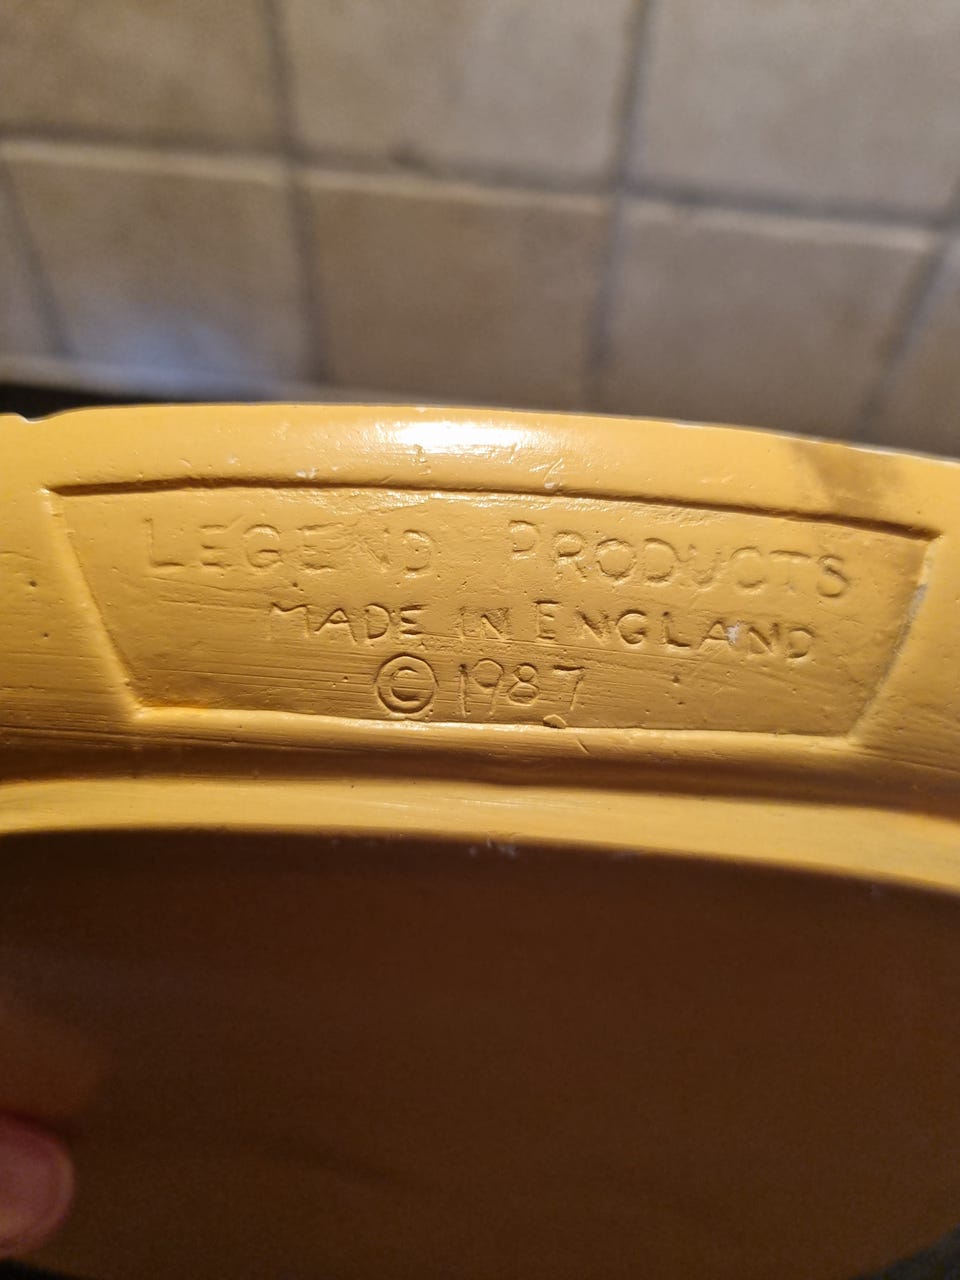 LEGEND PRODUCTS
MADE IN ENGLAND
© 1987